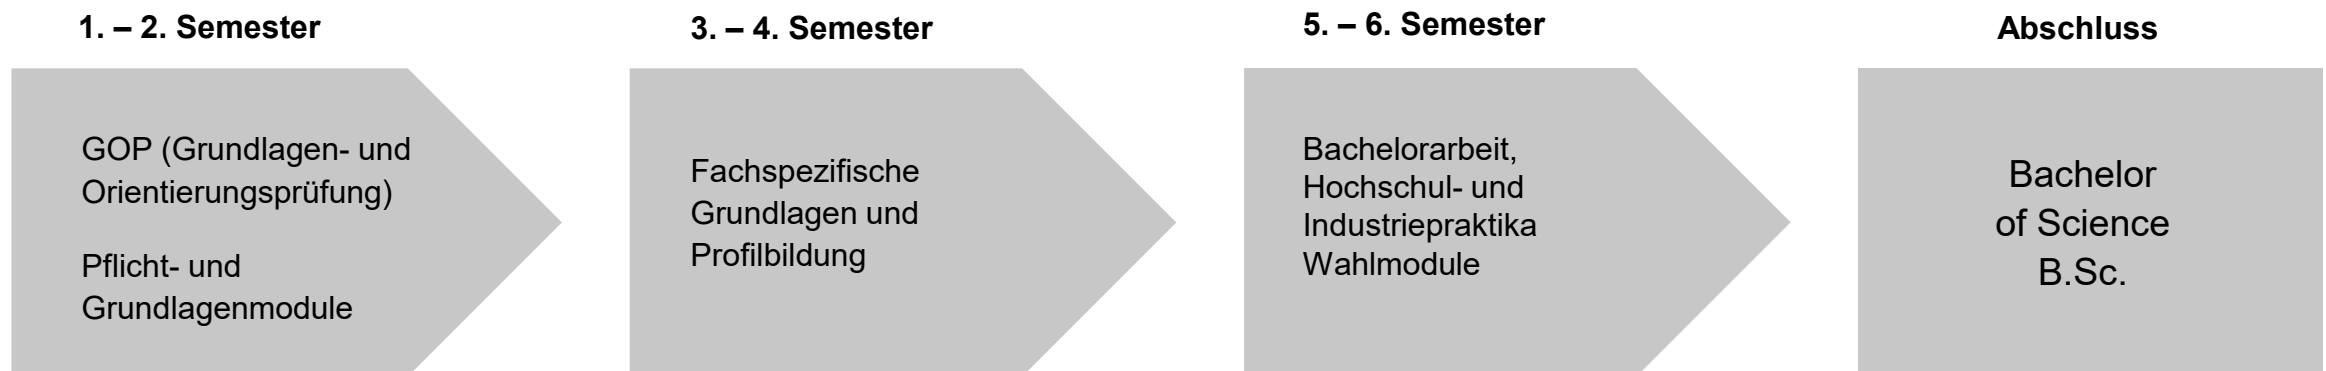 1. – 2. Semester
GOP (Grundlagen- und
Orientierungsprüfung)
Pflicht- und
Grundlagenmodule
3. – 4. Semester
Fachspezifische
Grundlagen und
Profilbildung
5. – 6. Semester
Bachelorarbeit,
Hochschul- und
Industriepraktika
Wahlmodule
Abschluss
Bachelor
of Science
B.Sc.